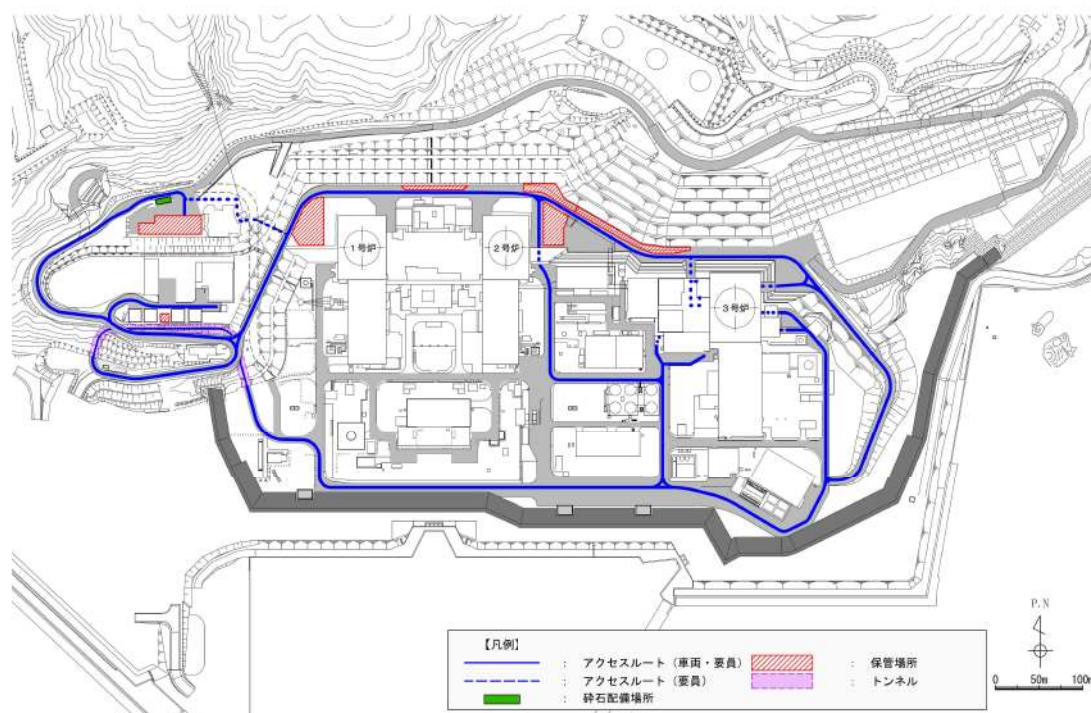 1号炉
2号炉
3号炉
P.N
【凡例】
: アクセスルート（車両・要員）
: 保管場所
: アクセスルート（要員）
: トンネル
: 砕石配備場所
0 50m 100m